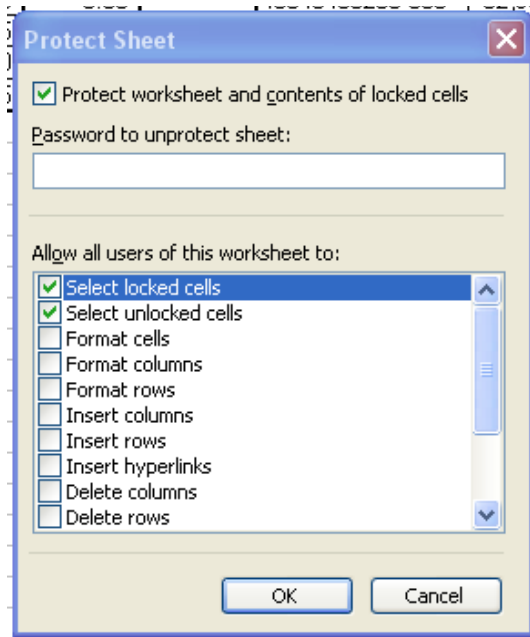 Protect Sheet
Protect worksheet and contents of locked cells
Password to unprotect sheet:
Allow all users of this worksheet to:
Select locked cells
Select unlocked cells
Format cells
Format columns
Format rows
Insert columns
Insert rows
Insert hyperlinks
Delete columns
Delete rows
OK Cancel